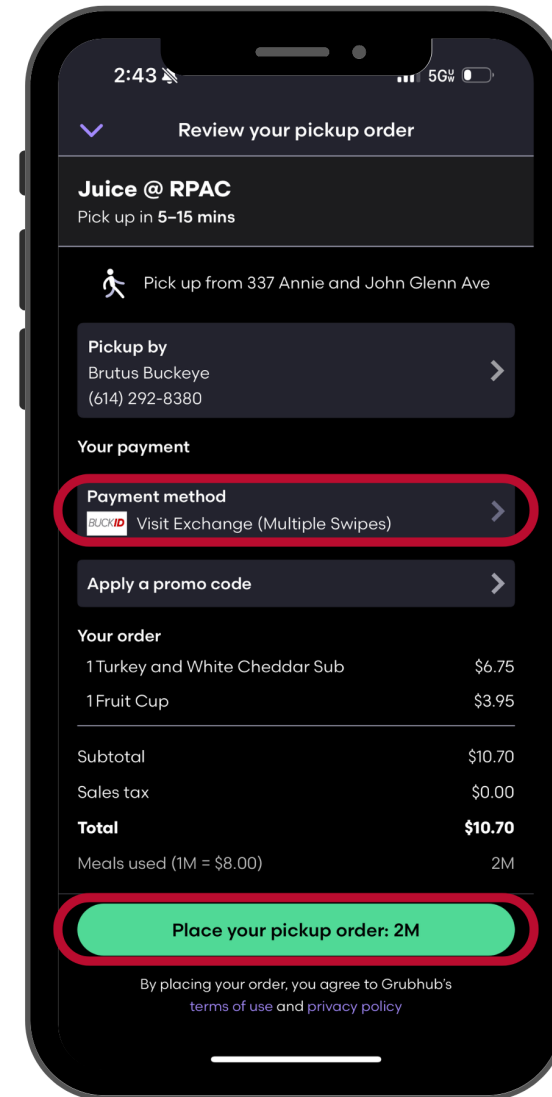 2:43 5GW
Review your pickup order
Juice @ RPAC
Pick up in 5–15 mins
Pick up from 337 Annie and John Glenn Ave
Pickup by
Brutus Buckeye
(614) 292-8380
Your payment
Payment method
BUCKID Visit Exchange (Multiple Swipes)
Apply a promo code
Your order
1 Turkey and White Cheddar Sub $6.75
1 Fruit Cup $3.95
Subtotal $10.70
Sales tax $0.00
Total $10.70
Meals used (1M = $8.00) 2M
Place your pickup order: 2M
By placing your order, you agree to Grubhub's
terms of use and privacy policy